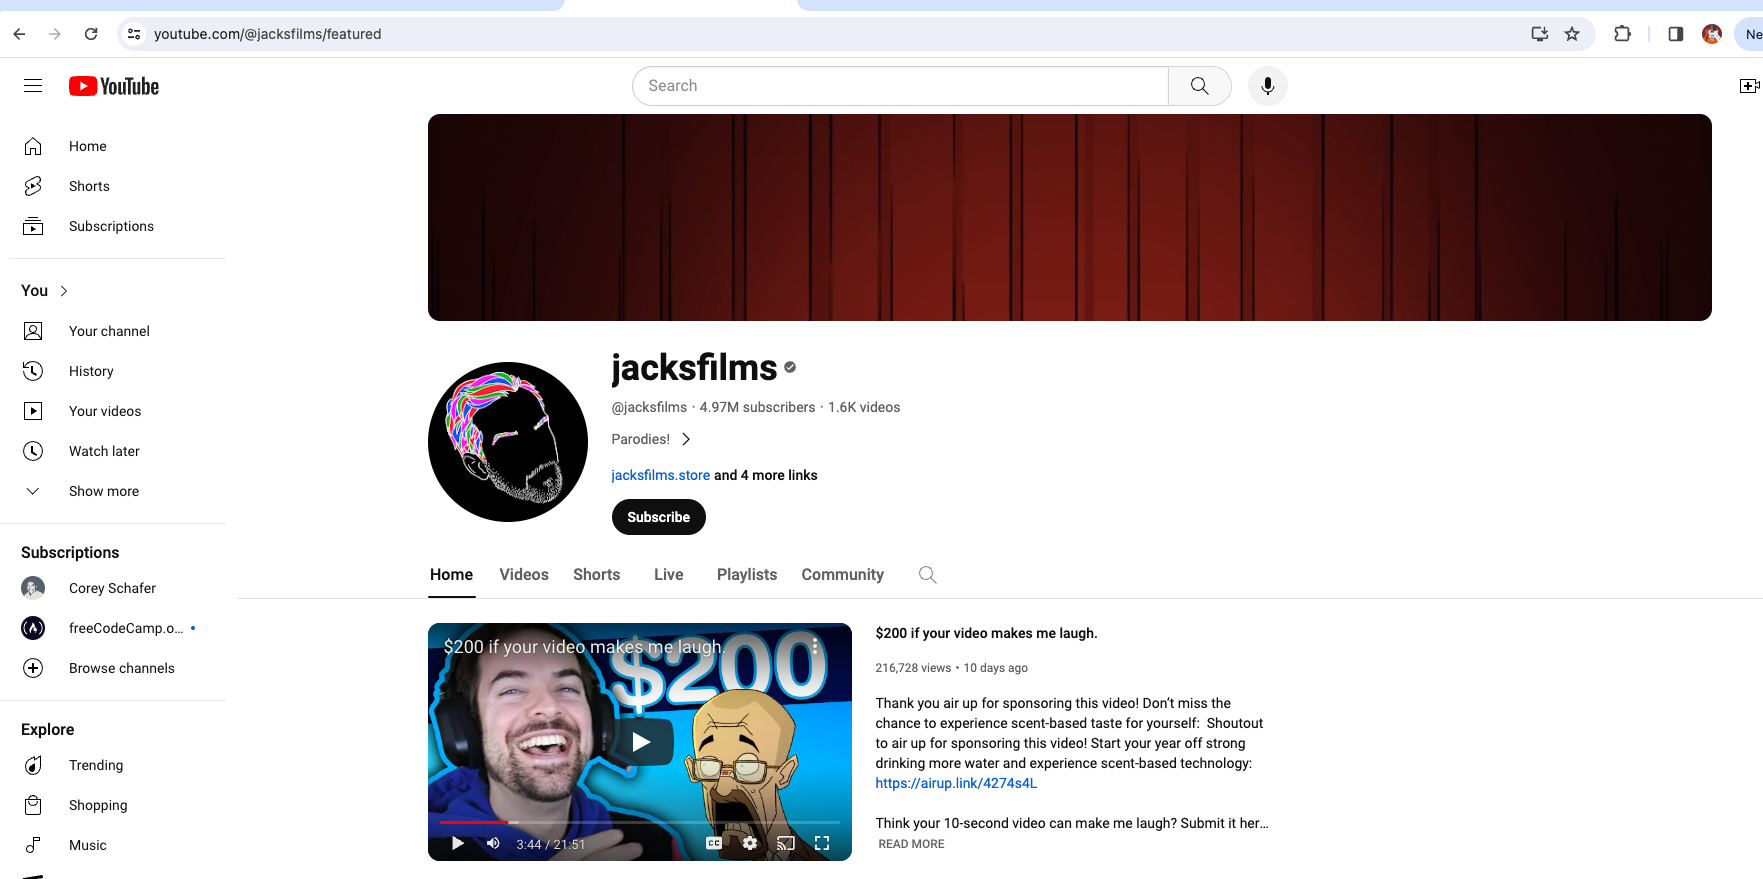 youtube.com/@jacksfilms/featured
Ne
YouTube
Search
Home
Shorts
Subscriptions
You
Your channel
History
Your videos
Watch later
Show more
Subscriptions
Corey Schafer
freeCodeCamp.o...
Browse channels
Explore
Trending
Shopping
Music
jacksfilms
@jacksfilms · 4.97M subscribers · 1.6K videos
Parodies!
jacksfilms.store and 4 more links
Subscribe
Home Videos Shorts Live Playlists Community
$200 if your video makes me laugh.
$200
CC
3:44 / 21:51
$200 if your video makes me laugh.
216,728 views • 10 days ago
Thank you air up for sponsoring this video! Don’t miss the
chance to experience scent-based taste for yourself: Shoutout
to air up for sponsoring this video! Start your year off strong
drinking more water and experience scent-based technology:
https://airup.link/4274s4L
Think your 10-second video can make me laugh? Submit it her...
READ MORE